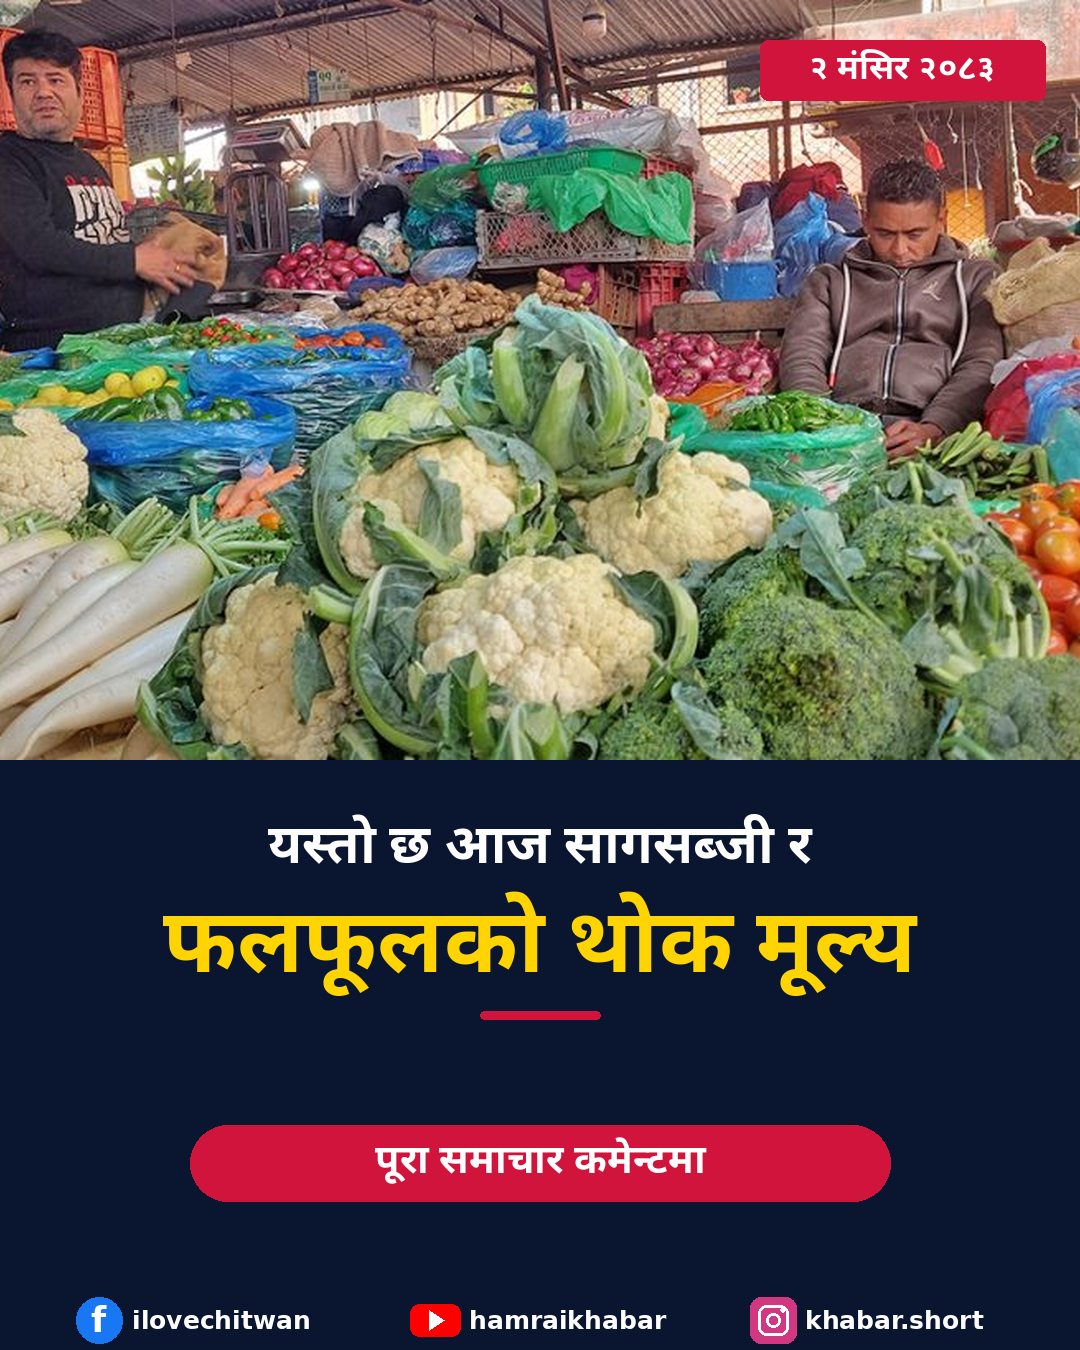 २ मंसिर २०८३
यस्तो छ आज सागसब्जी र
फलफूलको थोक मूल्य
पूरा समाचार कमेन्टमा
ilovechitwan
hamraikhabar
khabar.short